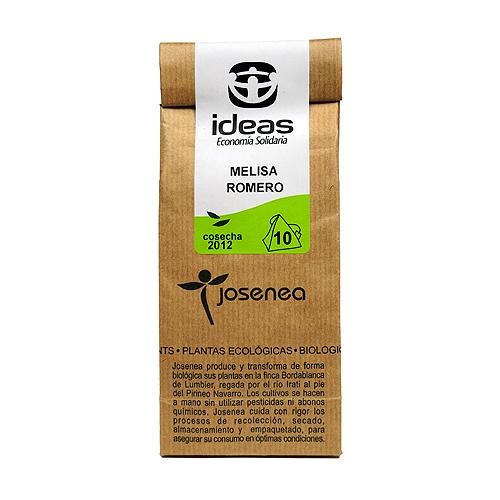 ideas
Economía Solidaria
MELISA
ROMERO
cosecha
2012
10
josenea
NTS • PLANTAS ECOLÓGICAS • BIOLOGIC
Josenea produce y transforma de forma
biológica sus plantas en la finca Bordablanca
de Lumbier, regada por el río Irati al pie
del Pirineo Navarro. Los cultivos se hacen
a mano sin utilizar pesticidas ni abonos
químicos. Josenea cuida con rigor los
procesos de recolección, secado,
almacenamiento y empaquetado, para
asegurar su consumo en óptimas condiciones.